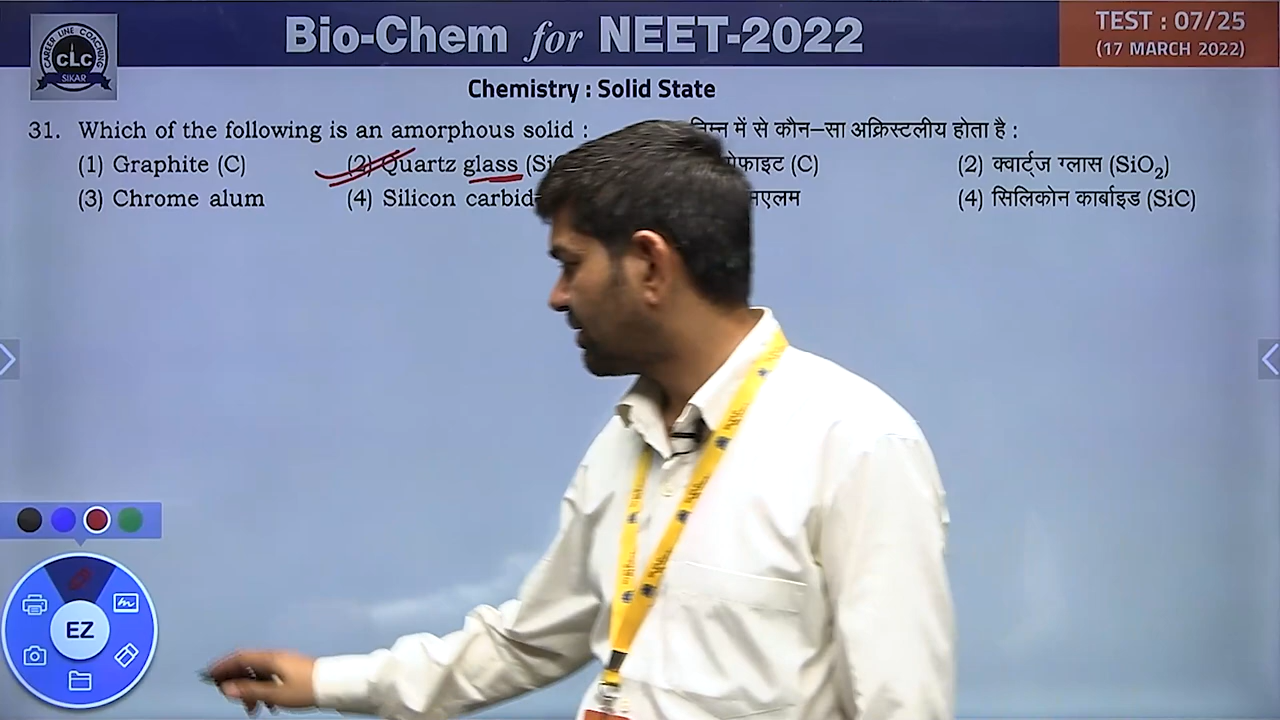 CAREER LINE COACHING
CLC
SIKAR
Bio-Chem for NEET-2022
TEST : 07/25
(17 MARCH 2022)
Chemistry : Solid State
31. Which of the following is an amorphous solid :
(1) Graphite (C) (2) Quartz glass
(3) Chrome alum (4) Silicon
में से कौन–सा अक्रिस्टलीय होता है :
(C) (2) क्वार्ट्ज ग्लास (SiO₂)
(4) सिलिकोन कार्बाइड (SiC)
EZ